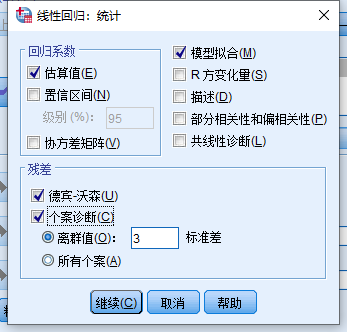 线性回归：统计
回归系数
估算值(E)
置信区间(N)
级别(%)： 95
协方差矩阵(V)
模型拟合(M)
R 方变化量(S)
描述(D)
部分相关性和偏相关性(P)
共线性诊断(L)
残差
德宾-沃森(U)
个案诊断(C)
离群值(O)： 3 标准差
所有个案(A)
继续(C) 取消 帮助